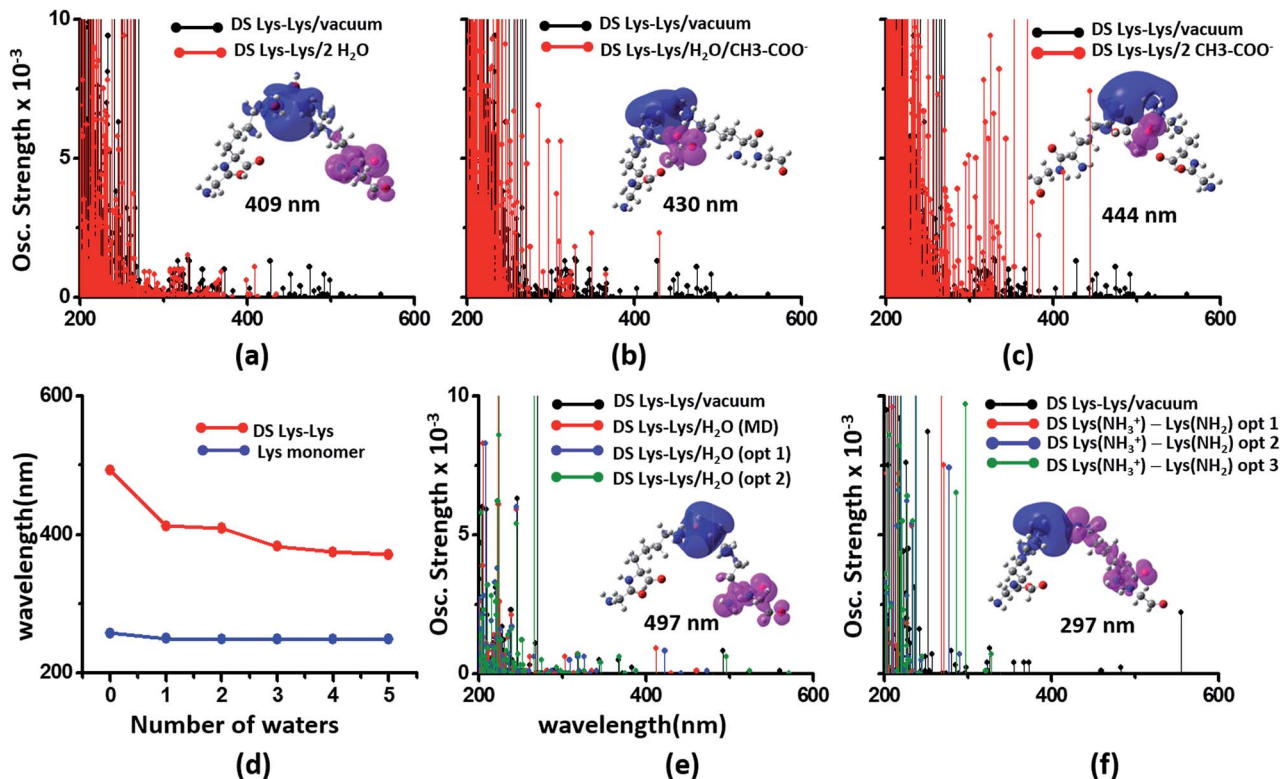 Osc. Strength x 10⁻³
10
5
0
DS Lys-Lys/vacuum
DS Lys-Lys/2 H₂O
409 nm
200
400
600
(a)
10
5
0
DS Lys-Lys/vacuum
DS Lys-Lys/H₂O/CH3-COO⁻
430 nm
200
400
600
(b)
10
5
0
DS Lys-Lys/vacuum
DS Lys-Lys/2 CH3-COO⁻
444 nm
200
400
600
(c)
wavelength(nm)
600
400
200
DS Lys-Lys
Lys monomer
0
1
2
3
4
5
Number of waters
(d)
Osc. Strength x 10⁻³
10
5
0
DS Lys-Lys/vacuum
DS Lys-Lys/H₂O (MD)
DS Lys-Lys/H₂O (opt 1)
DS Lys-Lys/H₂O (opt 2)
497 nm
200
400
600
wavelength(nm)
(e)
Osc. Strength x 10⁻³
10
5
0
DS Lys-Lys/vacuum
DS Lys(NH₃⁺) – Lys(NH₂) opt 1
DS Lys(NH₃⁺) – Lys(NH₂) opt 2
DS Lys(NH₃⁺) – Lys(NH₂) opt 3
297 nm
200
400
600
(f)